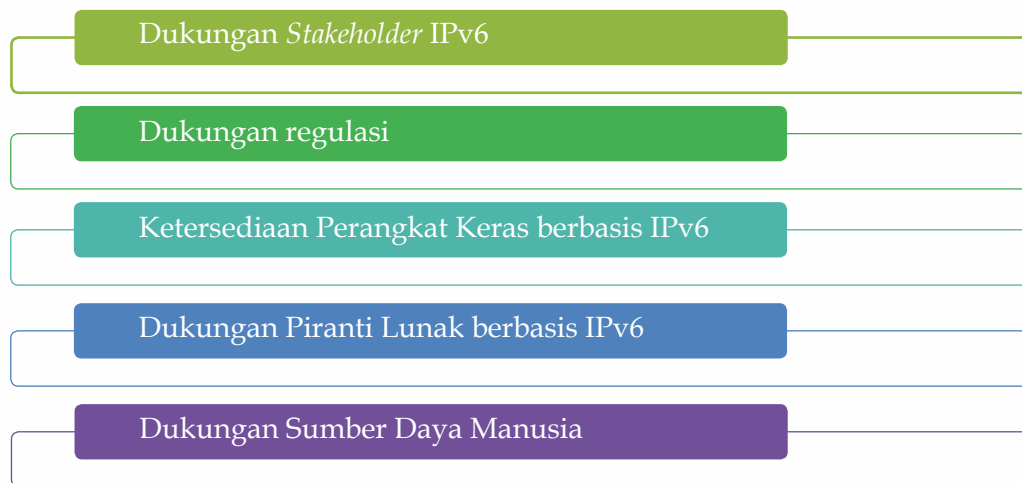 Dukungan Stakeholder IPv6
Dukungan regulasi
Ketersediaan Perangkat Keras berbasis IPv6
Dukungan Piranti Lunak berbasis IPv6
Dukungan Sumber Daya Manusia